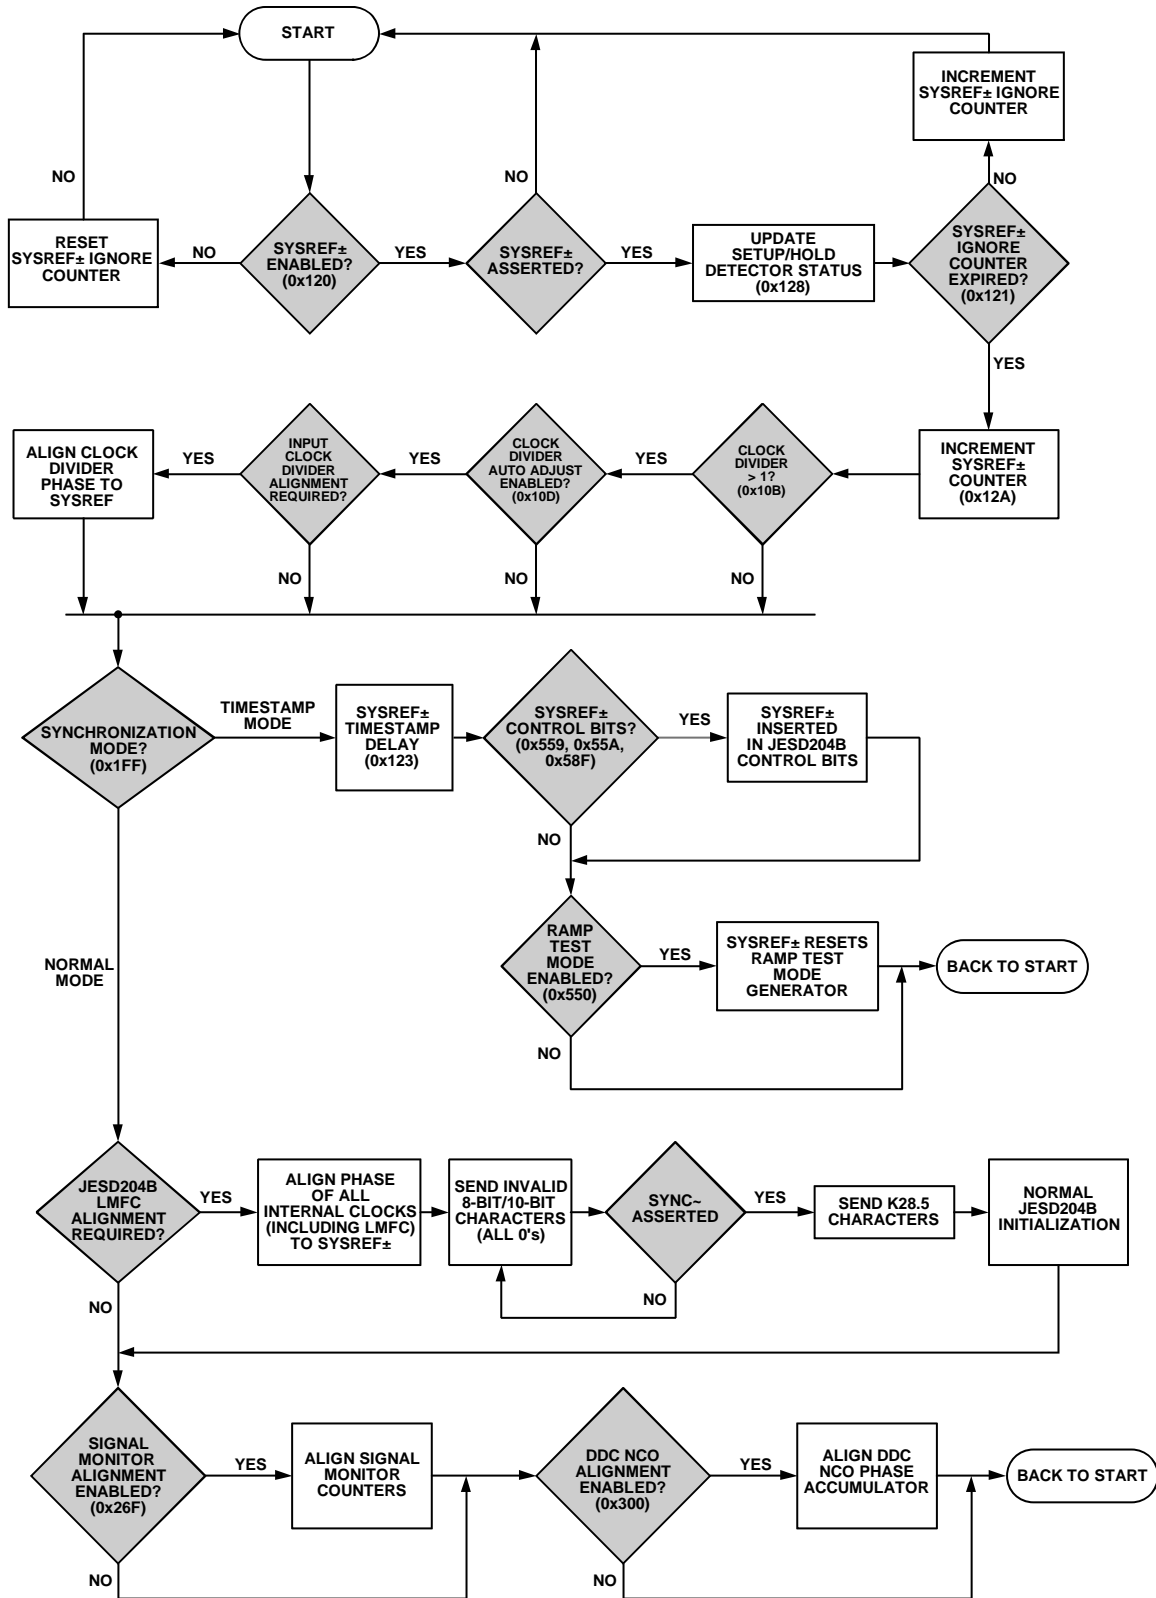 START
INCREMENT
SYSREF± IGNORE
COUNTER
NO
NO
NO
RESET
SYSREF± IGNORE
COUNTER
NO
SYSREF±
ENABLED?
(0x120)
YES
SYSREF±
ASSERTED?
YES
UPDATE
SETUP/HOLD
DETECTOR STATUS
(0x128)
SYSREF±
IGNORE
COUNTER
EXPIRED?
(0x121)
YES
ALIGN CLOCK
DIVIDER
PHASE TO
SYSREF
YES
INPUT
CLOCK
DIVIDER
ALIGNMENT
REQUIRED?
YES
CLOCK
DIVIDER
AUTO ADJUST
ENABLED?
(0x10D)
YES
CLOCK
DIVIDER
> 1?
(0x10B)
INCREMENT
SYSREF±
COUNTER
(0x12A)
NO
NO
NO
SYNCHRONIZATION
MODE?
(0x1FF)
TIMESTAMP
MODE
SYSREF±
TIMESTAMP
DELAY
(0x123)
SYSREF±
CONTROL BITS?
(0x559, 0x55A,
0x58F)
YES
SYSREF±
INSERTED
IN JESD204B
CONTROL BITS
NO
NORMAL
MODE
RAMP
TEST
MODE
ENABLED?
(0x550)
YES
SYSREF± RESETS
RAMP TEST
MODE
GENERATOR
BACK TO START
NO
JESD204B
LMFC
ALIGNMENT
REQUIRED?
YES
ALIGN PHASE
OF ALL
INTERNAL CLOCKS
(INCLUDING LMFC)
TO SYSREF±
SEND INVALID
8-BIT/10-BIT
CHARACTERS
(ALL 0's)
SYNC~
ASSERTED
YES
SEND K28.5
CHARACTERS
NORMAL
JESD204B
INITIALIZATION
NO
NO
SIGNAL
MONITOR
ALIGNMENT
ENABLED?
(0x26F)
YES
ALIGN SIGNAL
MONITOR
COUNTERS
DDC NCO
ALIGNMENT
ENABLED?
(0x300)
YES
ALIGN DDC
NCO PHASE
ACCUMULATOR
BACK TO START
NO
NO